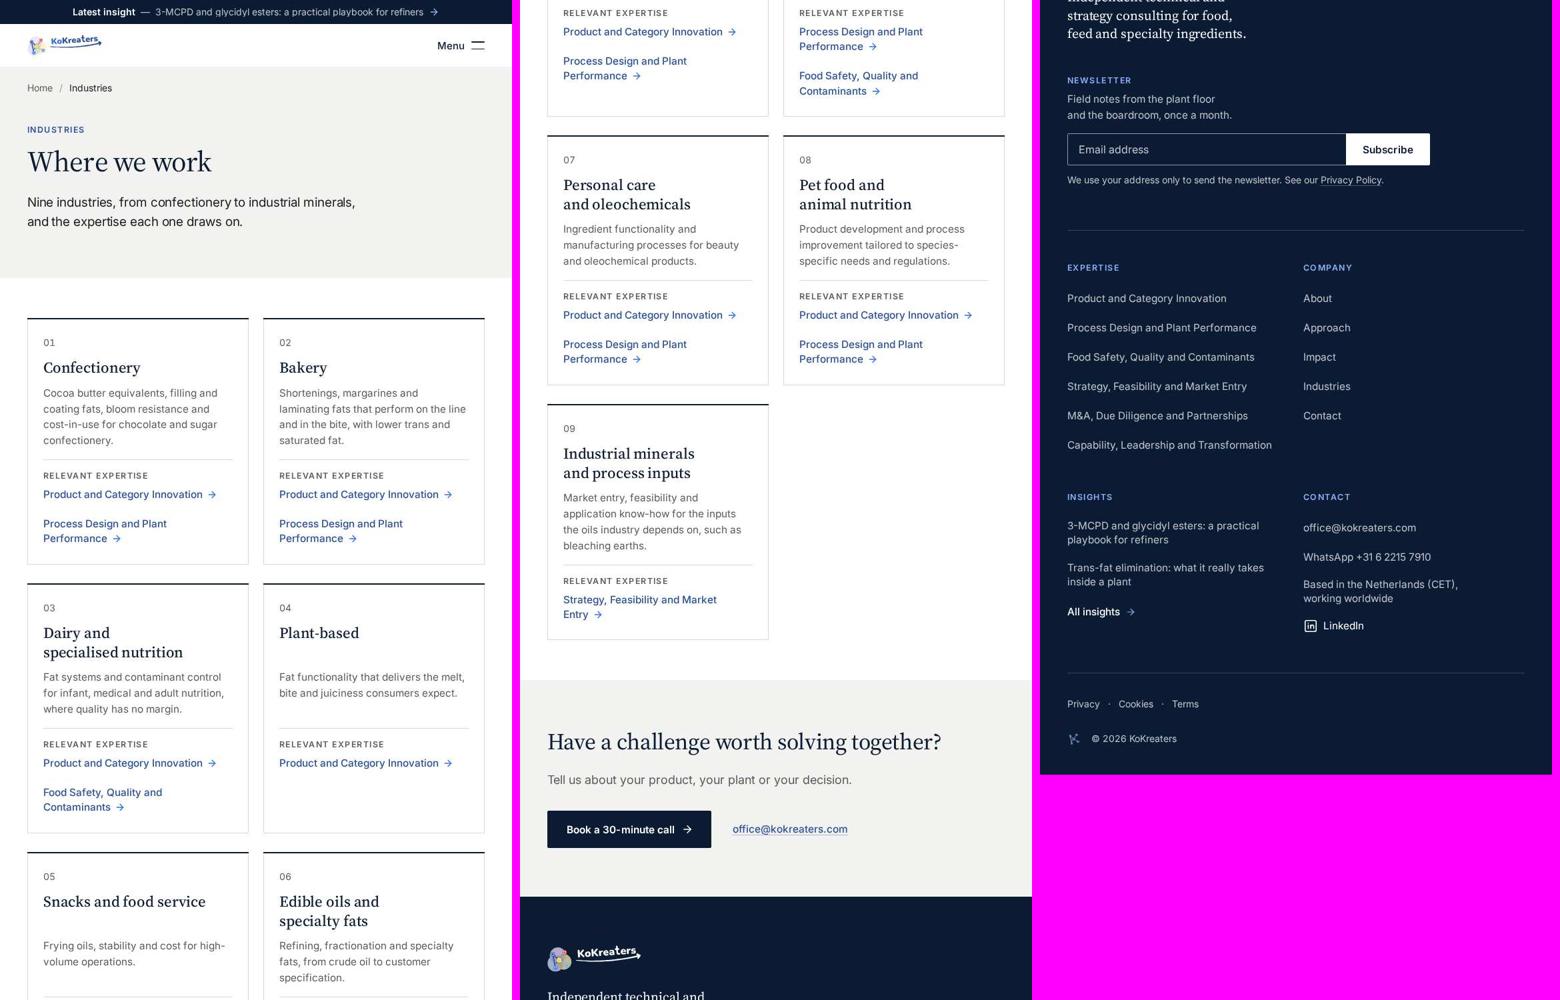 Latest insight — 3-MCPD and glycidyl esters: a practical playbook for refiners →
KoKreaters
Menu
Home / Industries
INDUSTRIES
Where we work
Nine industries, from confectionery to industrial minerals,
and the expertise each one draws on.
01
Confectionery
Cocoa butter equivalents, filling and
coating fats, bloom resistance and
cost-in-use for chocolate and sugar
confectionery.
RELEVANT EXPERTISE
Product and Category Innovation →
Process Design and Plant
Performance →
02
Bakery
Shortenings, margarines and
laminating fats that perform on the line
and in the bite, with lower trans and
saturated fat.
RELEVANT EXPERTISE
Product and Category Innovation →
Process Design and Plant
Performance →
03
Dairy and
specialised nutrition
Fat systems and contaminant control
for infant, medical and adult nutrition,
where quality has no margin.
RELEVANT EXPERTISE
Product and Category Innovation →
Food Safety, Quality and
Contaminants →
04
Plant-based
Fat functionality that delivers the melt,
bite and juiciness consumers expect.
RELEVANT EXPERTISE
Product and Category Innovation →
05
Snacks and food service
Frying oils, stability and cost for high-
volume operations.
06
Edible oils and
specialty fats
Refining, fractionation and specialty
fats, from crude oil to customer
specification.
RELEVANT EXPERTISE
Product and Category Innovation →
Process Design and Plant
Performance →
RELEVANT EXPERTISE
Process Design and Plant
Performance →
Food Safety, Quality and
Contaminants →
07
Personal care
and oleochemicals
Ingredient functionality and
manufacturing processes for beauty
and oleochemical products.
RELEVANT EXPERTISE
Product and Category Innovation →
Process Design and Plant
Performance →
08
Pet food and
animal nutrition
Product development and process
improvement tailored to species-
specific needs and regulations.
RELEVANT EXPERTISE
Product and Category Innovation →
Process Design and Plant
Performance →
09
Industrial minerals
and process inputs
Market entry, feasibility and
application know-how for the inputs
the oils industry depends on, such as
bleaching earths.
RELEVANT EXPERTISE
Strategy, Feasibility and Market
Entry →
Have a challenge worth solving together?
Tell us about your product, your plant or your decision.
Book a 30-minute call →
office@kokreaters.com
KoKreaters
Independent technical and
Independent technical and
strategy consulting for food,
feed and specialty ingredients.
NEWSLETTER
Field notes from the plant floor
and the boardroom, once a month.
Email address
Subscribe
We use your address only to send the newsletter. See our Privacy Policy.
EXPERTISE
Product and Category Innovation
Process Design and Plant Performance
Food Safety, Quality and Contaminants
Strategy, Feasibility and Market Entry
M&A, Due Diligence and Partnerships
Capability, Leadership and Transformation
COMPANY
About
Approach
Impact
Industries
Contact
INSIGHTS
3-MCPD and glycidyl esters: a practical
playbook for refiners
Trans-fat elimination: what it really takes
inside a plant
All insights →
CONTACT
office@kokreaters.com
WhatsApp +31 6 2215 7910
Based in the Netherlands (CET),
working worldwide
LinkedIn
Privacy · Cookies · Terms
© 2026 KoKreaters